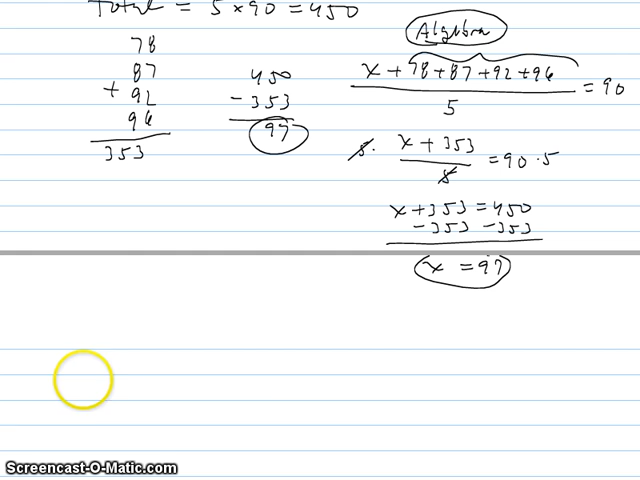 Total = 5 x 90 = 450
78
87
+ 92
96
353
450
- 353
97
Algebra
x + 78 + 87 + 92 + 96
5
= 90
5 · x + 353
5
= 90 · 5
x + 353 = 450
- 353 - 353
x = 97
Screencast-O-Matic.com